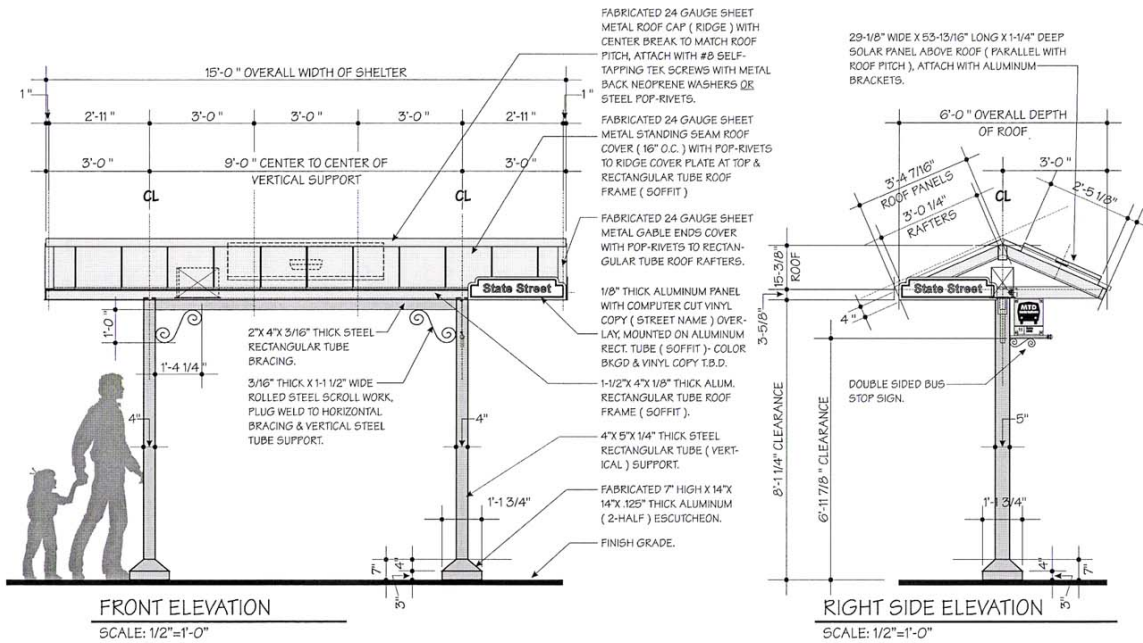 FABRICATED 24 GAUGE SHEET
METAL ROOF CAP ( RIDGE ) WITH
CENTER BREAK TO MATCH ROOF
PITCH, ATTACH WITH #8 SELF-
TAPPING TEK SCREWS WITH METAL
BACK NEOPRENE WASHERS OR
STEEL POP-RIVETS.
FABRICATED 24 GAUGE SHEET
METAL STANDING SEAM ROOF
COVER ( 16" O.C. ) WITH POP-RIVETS
TO RIDGE COVER PLATE AT TOP &
RECTANGULAR TUBE ROOF
FRAME ( SOFFIT )
FABRICATED 24 GAUGE SHEET
METAL GABLE ENDS COVER
WITH POP-RIVETS TO RECTAN-
GULAR TUBE ROOF RAFTERS.
1/8" THICK ALUMINUM PANEL
WITH COMPUTER CUT VINYL
COPY ( STREET NAME ) OVER-
LAY, MOUNTED ON ALUMINUM
RECT. TUBE ( SOFFIT )- COLOR
BKGD & VINYL COPY T.B.D.
1-1/2"X 4"X 1/8" THICK ALUM.
RECTANGULAR TUBE ROOF
FRAME ( SOFFIT ).
4"X 5"X 1/4" THICK STEEL
RECTANGULAR TUBE ( VERT-
ICAL ) SUPPORT.
FABRICATED 7" HIGH X 14"X
14"X .125" THICK ALUMINUM
( 2-HALF ) ESCUTCHEON.
FINISH GRADE.
15'-0 " OVERALL WIDTH OF SHELTER
1"
1"
2'-11 "
3'-0 "
3'-0 "
3'-0 "
2'-11 "
3'-0 "
9'-0 " CENTER TO CENTER OF
VERTICAL SUPPORT
3'-0 "
CL
CL
State Street
1'-0"
1'-4 1/4"
2"X 4"X 3/16" THICK STEEL
RECTANGULAR TUBE
BRACING.
3/16" THICK X 1-1 1/2" WIDE
ROLLED STEEL SCROLL WORK,
PLUG WELD TO HORIZONTAL
BRACING & VERTICAL STEEL
TUBE SUPPORT.
4"
4"
1'-1 3/4"
7"
4"
3"
FRONT ELEVATION
SCALE: 1/2"=1'-0"
29-1/8" WIDE X 53-13/16" LONG X 1-1/4" DEEP
SOLAR PANEL ABOVE ROOF ( PARALLEL WITH
ROOF PITCH ), ATTACH WITH ALUMINUM
BRACKETS.
6'-0 " OVERALL DEPTH
OF ROOF
3'-0 "
CL
3'-4 7/16"
ROOF PANELS
3'-0 1/4"
RAFTERS
2'-5 1/8"
15-3/8"
ROOF
3-5/8"
4"
State Street
MTD
DOUBLE SIDED BUS
STOP SIGN.
8'-1 1/4" CLEARANCE
6'-11 7/8 " CLEARANCE
5"
1'-1 3/4"
4"
7"
3"
RIGHT SIDE ELEVATION
SCALE: 1/2"=1'-0"